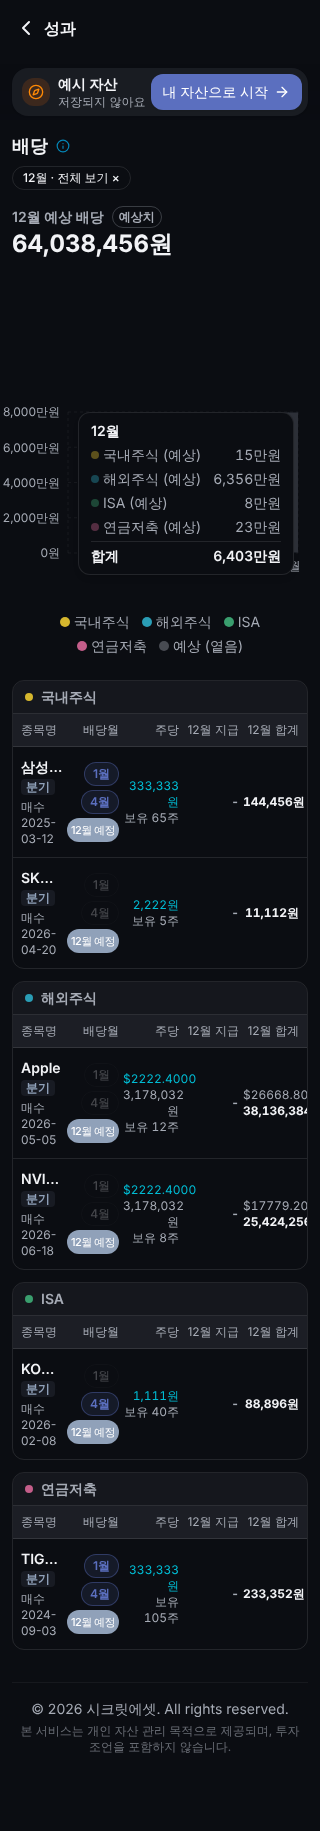 성과
예시 자산
저장되지 않아요
내 자산으로 시작 →
배당
12월 · 전체 보기 ×
12월 예상 배당 예상치
64,038,456원
8,000만원
6,000만원
4,000만원
2,000만원
0원
12월
국내주식 (예상) 15만원
해외주식 (예상) 6,356만원
ISA (예상) 8만원
연금저축 (예상) 23만원
합계 6,403만원
국내주식 해외주식 ISA
연금저축 예상 (옅음)
국내주식
종목명 배당월 주당 12월 지급 12월 합계
삼성...
분기
매수
2025-
03-12
1월
4월
12월 예정
333,333
원
보유 65주
-
144,456원
SK...
분기
매수
2026-
04-20
1월
4월
12월 예정
2,222원
보유 5주
-
11,112원
해외주식
종목명 배당월 주당 12월 지급 12월 합계
Apple
분기
매수
2026-
05-05
1월
4월
12월 예정
$2222.4000
3,178,032
원
보유 12주
-
$26668.80
38,136,384
NVI...
분기
매수
2026-
06-18
1월
4월
12월 예정
$2222.4000
3,178,032
원
보유 8주
-
$17779.20
25,424,256
ISA
종목명 배당월 주당 12월 지급 12월 합계
KO...
분기
매수
2026-
02-08
1월
4월
12월 예정
1,111원
보유 40주
-
88,896원
연금저축
종목명 배당월 주당 12월 지급 12월 합계
TIG...
분기
매수
2024-
09-03
1월
4월
12월 예정
333,333
원
보유
105주
-
233,352원
© 2026 시크릿에셋. All rights reserved.
본 서비스는 개인 자산 관리 목적으로 제공되며, 투자
조언을 포함하지 않습니다.